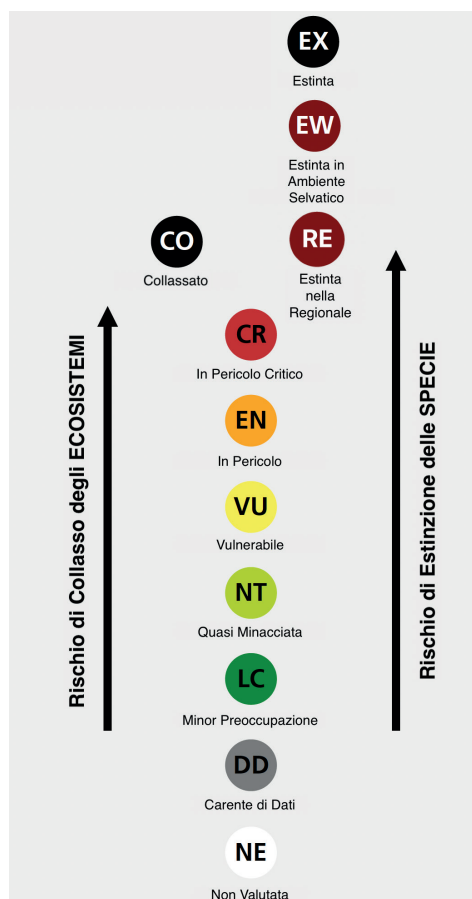 EX
Estinta
EW
Estinta in
Ambiente
Selvatico
CO
Collassato
RE
Estinta
nella
Regionale
CR
In Pericolo Critico
EN
In Pericolo
VU
Vulnerabile
NT
Quasi Minacciata
LC
Minor Preoccupazione
DD
Carente di Dati
NE
Non Valutata
Rischio di Collasso degli ECOSISTEMI
Rischio di Estinzione delle SPECIE